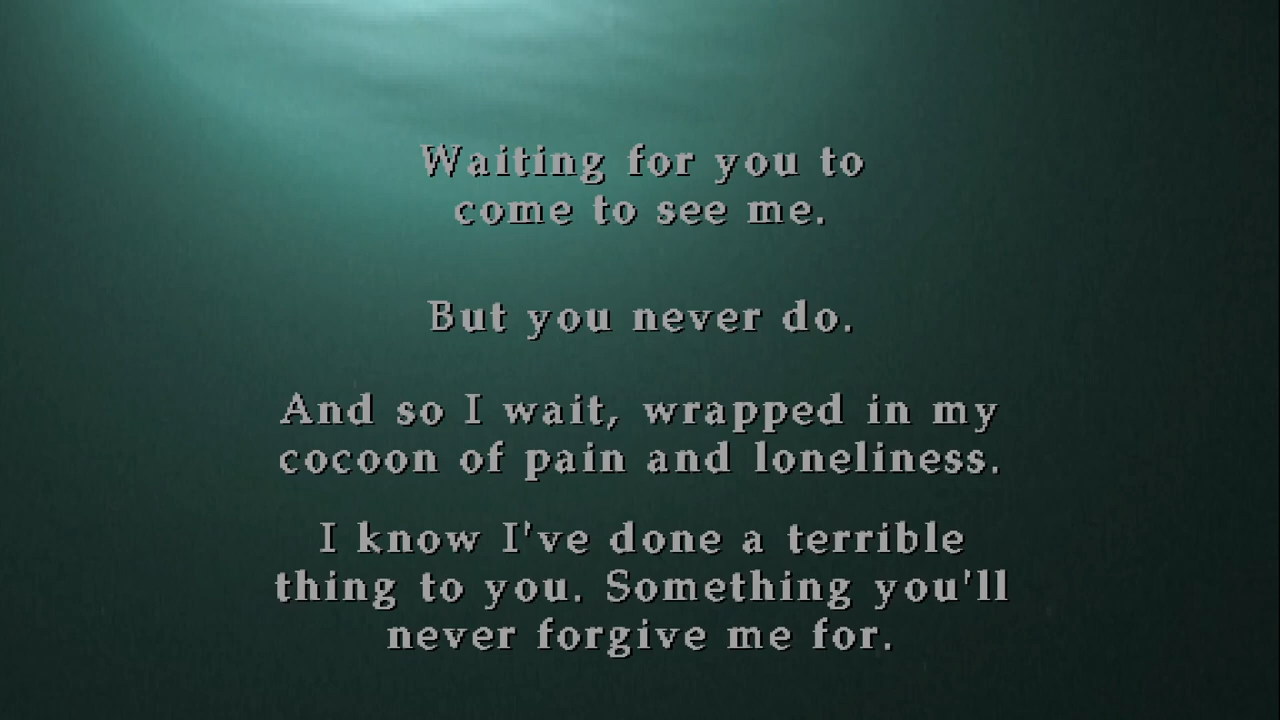 Waiting for you to
come to see me.
But you never do.
And so I wait, wrapped in my
cocoon of pain and loneliness.
I know I've done a terrible
thing to you. Something you'll
never forgive me for.